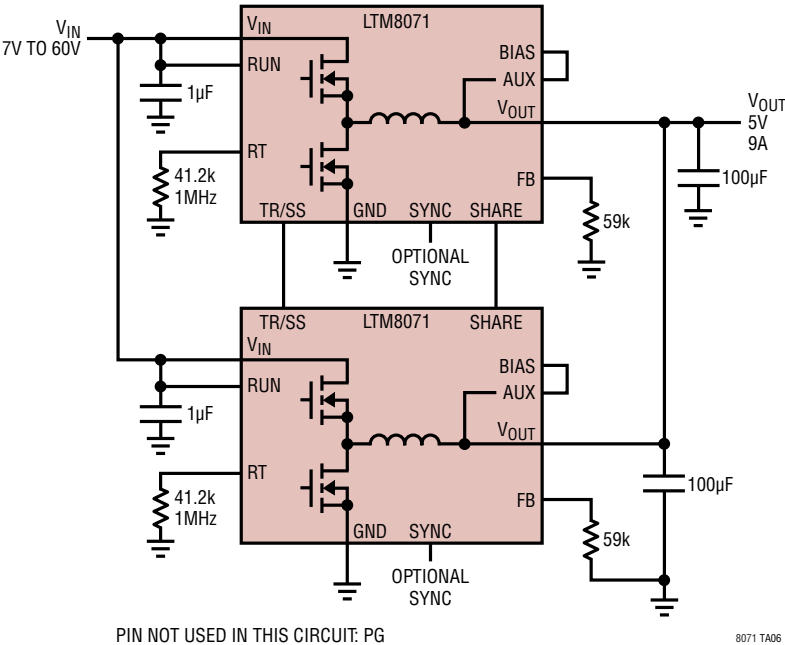 VIN
7V TO 60V
VIN
LTM8071
BIAS
RUN
AUX
1µF
VOUT
VOUT
5V
9A
RT
41.2k
1MHz
FB
100µF
59k
TR/SS
GND
SYNC
SHARE
OPTIONAL
SYNC
TR/SS
LTM8071
SHARE
VIN
BIAS
RUN
AUX
1µF
VOUT
RT
41.2k
1MHz
FB
100µF
59k
GND
SYNC
OPTIONAL
SYNC
PIN NOT USED IN THIS CIRCUIT: PG
8071 TA06